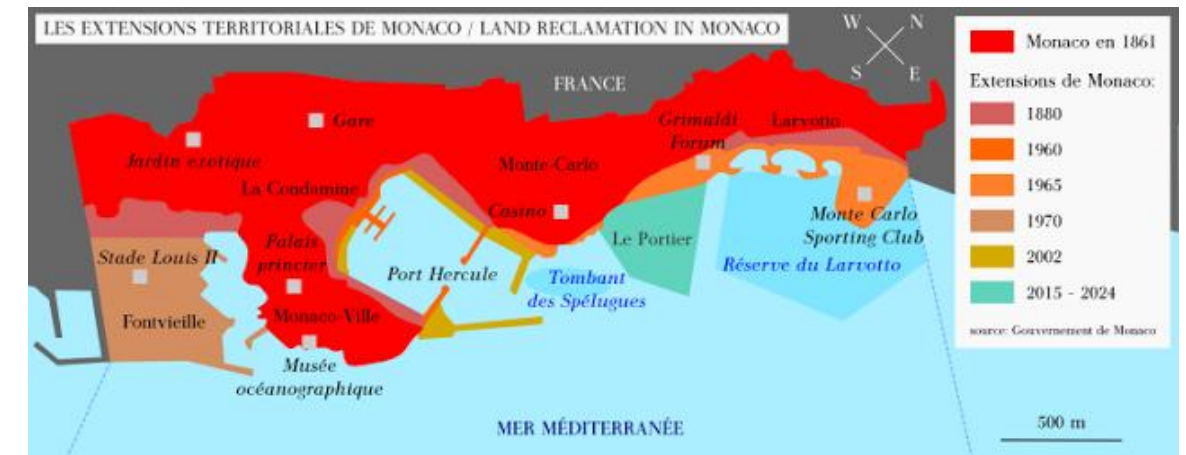 LES EXTENSIONS TERRITORIALES DE MONACO / LAND RECLAMATION IN MONACO
W
N
S
E
FRANCE
Monaco en 1861
Extensions de Monaco:
1880
1960
1965
1970
2002
2015 - 2024
source: Gouvernement de Monaco
Gare
Jardin exotique
La Condamine
Monte-Carlo
Grimaldi
Forum
Larvotto
Casino
Stade Louis II
Palais
princier
Port Hercule
Le Portier
Monte Carlo
Sporting Club
Tombant
des Spélugues
Réserve du Larvotto
Fontvieille
Monaco-Ville
Musée
océanographique
MER MÉDITERRANÉE
500 m